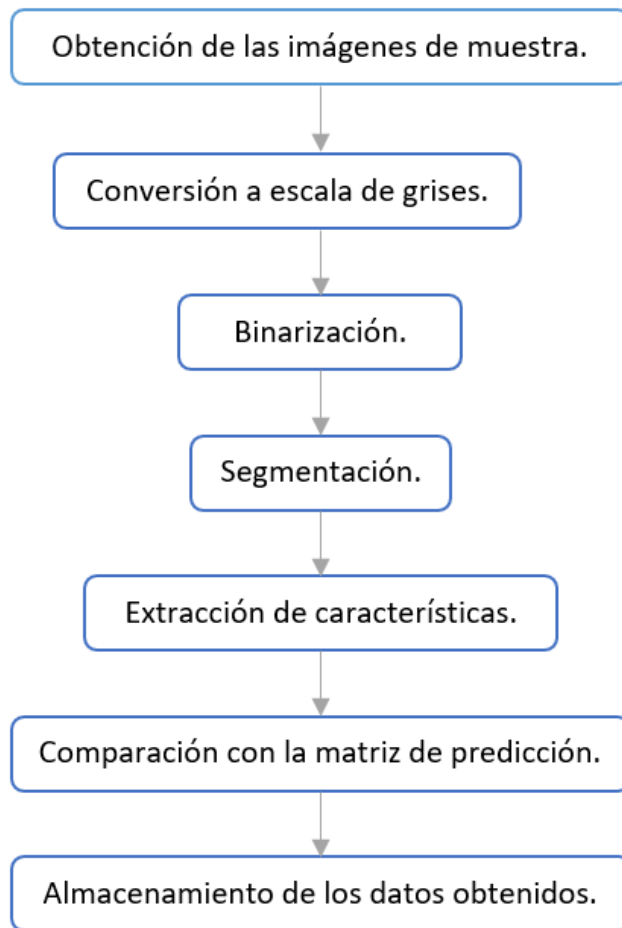 Obtención de las imágenes de muestra.
Conversión a escala de grises.
Binarización.
Segmentación.
Extracción de característísticas.
Comparación con la matriz de predicción.
Almacenamiento de los datos obtenidos.